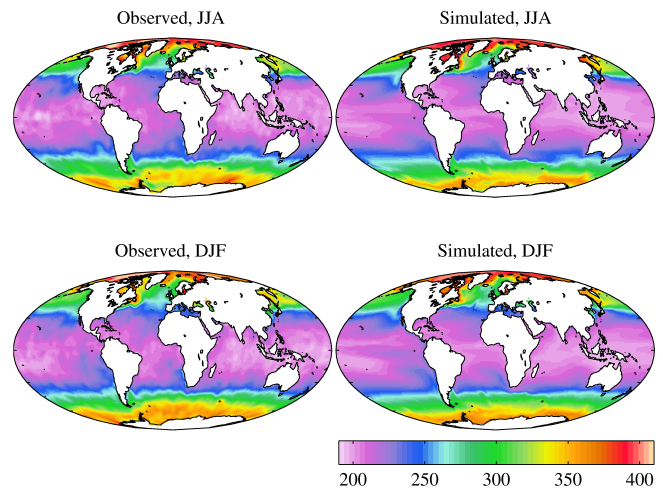 Observed, JJA
Simulated, JJA
Observed, DJF
Simulated, DJF
200 250 300 350 400